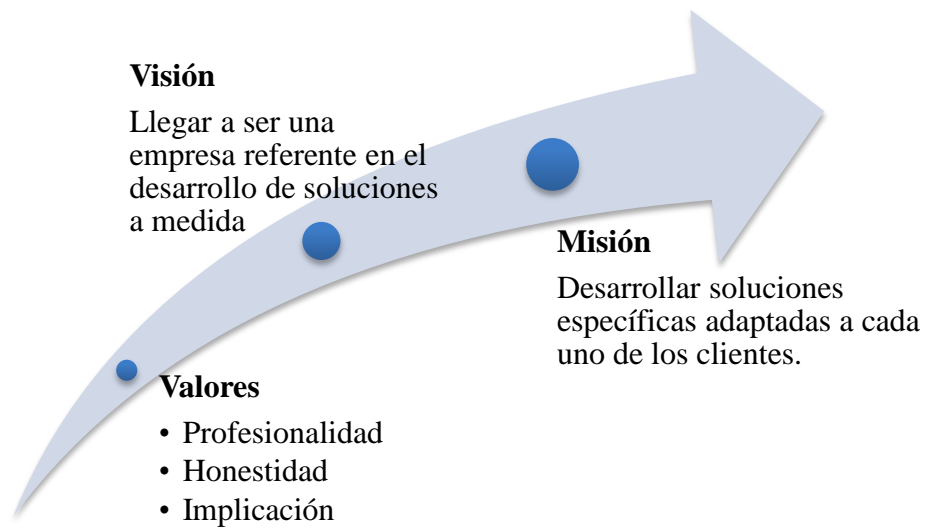 Visión
Llegar a ser una
empresa referente en el
desarrollo de soluciones
a medida
Misión
Desarrollar soluciones
específicas adaptadas a cada
uno de los clientes.
Valores
• Profesionalidad
• Honestidad
• Implicación